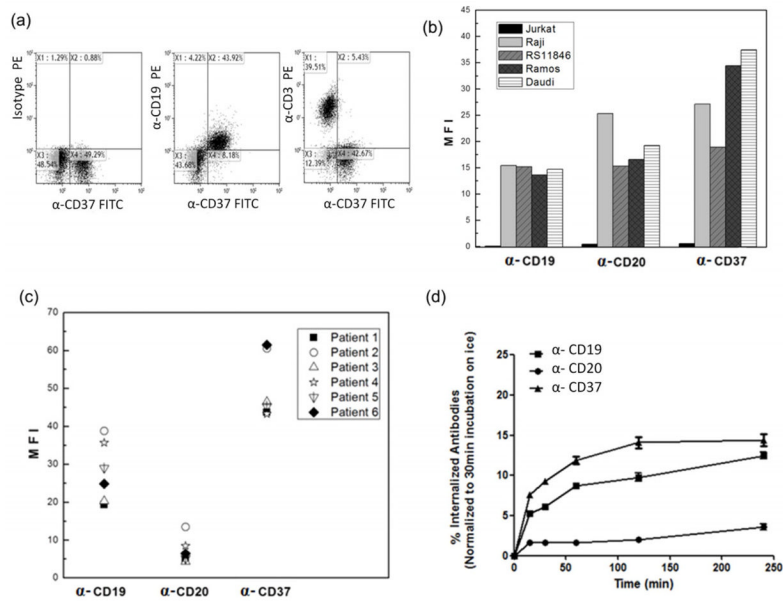 (a)
Isotype PE
X1 : 1.29%
X2 : 0.88%
X3 :
48.54%
X4 : 49.29%
α-CD37 FITC
α-CD19 PE
X1 : 4.22%
X2 : 43.92%
X3 :
43.68%
X4 : 8.18%
α-CD37 FITC
α-CD3 PE
X1 :
39.51%
X2 : 5.43%
X3 :
12.39%
X4 : 42.67%
α-CD37 FITC
(b)
Jurkat
Raji
RS11846
Ramos
Daudi
MFI
45
40
35
30
25
20
15
10
5
0
α- CD19
α- CD20
α- CD37
(c)
Patient 1
Patient 2
Patient 3
Patient 4
Patient 5
Patient 6
MFI
70
60
50
40
30
20
10
0
α- CD19
α- CD20
α- CD37
(d)
α- CD19
α- CD20
α- CD37
% Internalized Antibodies
(Normalized to 30min incubation on ice)
25
20
15
10
5
0
0
50
100
150
200
250
Time (min)